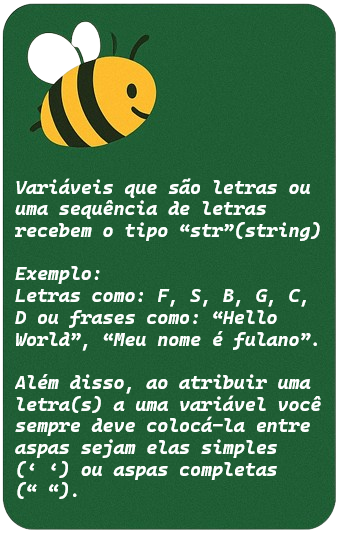 Variáveis que são letras ou
uma sequência de letras
recebem o tipo “str”(string)
Exemplo:
Letras como: F, S, B, G, C,
D ou frases como: “Hello
World”, “Meu nome é fulano”.
Além disso, ao atribuir uma
letra(s) a uma variável você
sempre deve colocá-la entre
aspas sejam elas simples
(‘ ‘) ou aspas completas
(“ “).